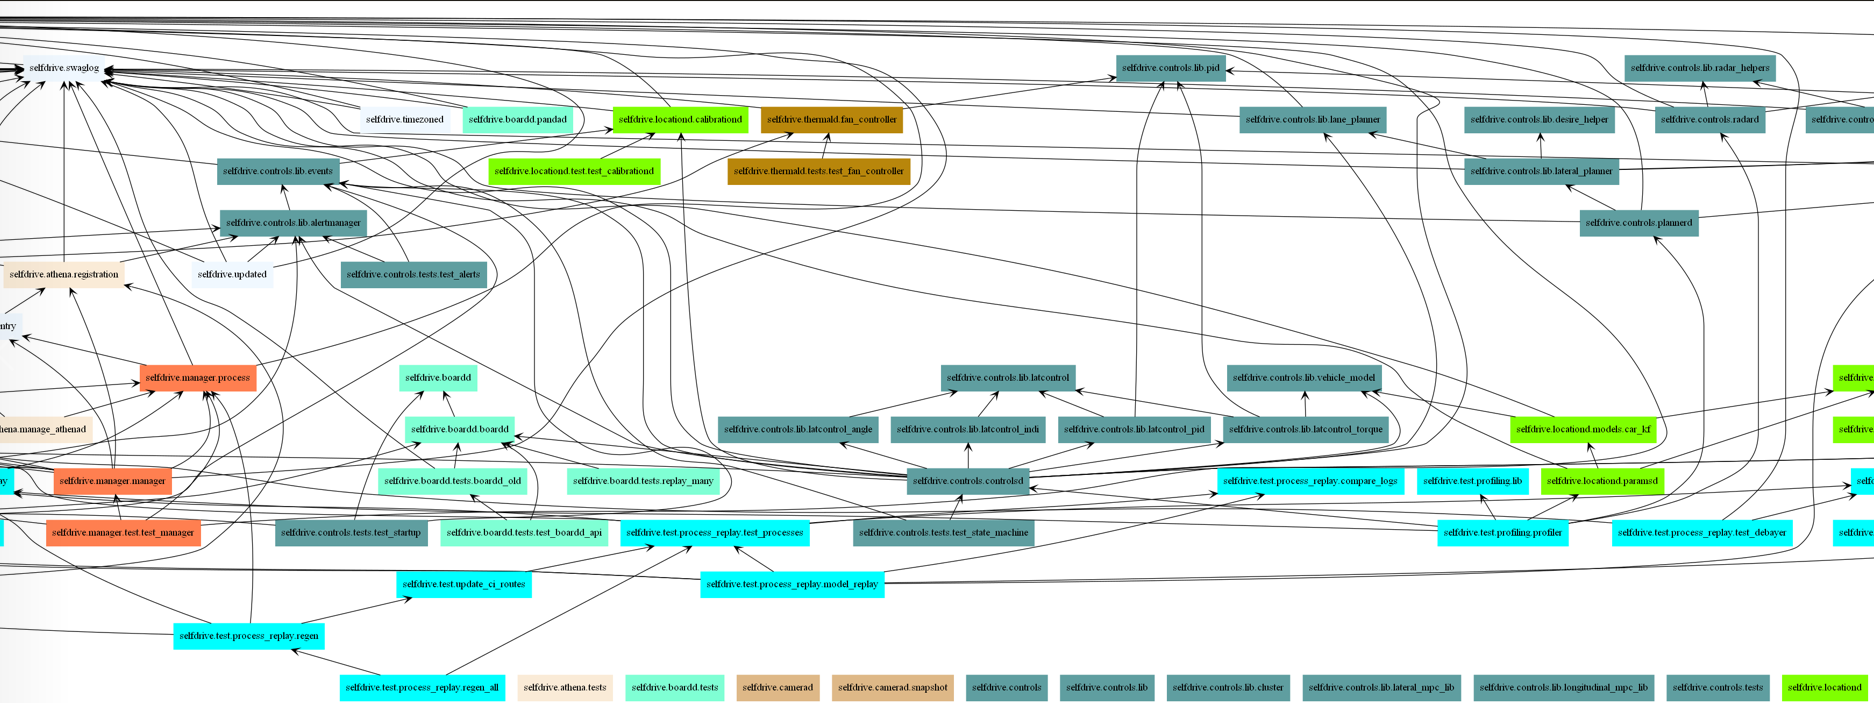 selfdrive.swaglog
selfdrive.controls.lib.pid
selfdrive.controls.lib.radar_helpers
selfdrive.timezoned
selfdrive.boardd.pandad
selfdrive.locationd.calibrationd
selfdrive.thermald.fan_controller
selfdrive.controls.lib.lane_planner
selfdrive.controls.lib.desire_helper
selfdrive.controls.radard
selfdrive.contro
selfdrive.controls.lib.events
selfdrive.locationd.test.test_calibrationd
selfdrive.thermald.tests.test_fan_controller
selfdrive.controls.lib.lateral_planner
selfdrive.controls.lib.alertmanager
selfdrive.controls.plannerd
selfdrive.athena.registration
selfdrive.updated
selfdrive.controls.tests.test_alerts
ntry
selfdrive.manager.process
selfdrive.boardd
selfdrive.controls.lib.latcontrol
selfdrive.controls.lib.vehicle_model
selfdrive.
hena.manage_athenad
selfdrive.boardd.boardd
selfdrive.controls.lib.latcontrol_angle
selfdrive.controls.lib.latcontrol_indi
selfdrive.controls.lib.latcontrol_pid
selfdrive.controls.lib.latcontrol_torque
selfdrive.locationd.models.car_kf
selfdrive.
ay
selfdrive.manager.manager
selfdrive.boardd.tests.boardd_old
selfdrive.boardd.tests.replay_many
selfdrive.controls.controlsd
selfdrive.test.process_replay.compare_logs
selfdrive.test.profiling.lib
selfdrive.locationd.paramsd
selfdrive.manager.test.test_manager
selfdrive.controls.tests.test_startup
selfdrive.boardd.tests.test_boardd_api
selfdrive.test.process_replay.test_processes
selfdrive.controls.tests.test_state_machine
selfdrive.test.profiling.profiler
selfdrive.test.process_replay.test_debayer
selfdrive.
selfdrive.test.update_ci_routes
selfdrive.test.process_replay.model_replay
selfdrive.test.process_replay.regen
selfdrive.test.process_replay.regen_all
selfdrive.athena.tests
selfdrive.boardd.tests
selfdrive.camerad
selfdrive.camerad.snapshot
selfdrive.controls
selfdrive.controls.lib
selfdrive.controls.lib.cluster
selfdrive.controls.lib.lateral_mpc_lib
selfdrive.controls.lib.longitudinal_mpc_lib
selfdrive.controls.tests
selfdrive.locationd